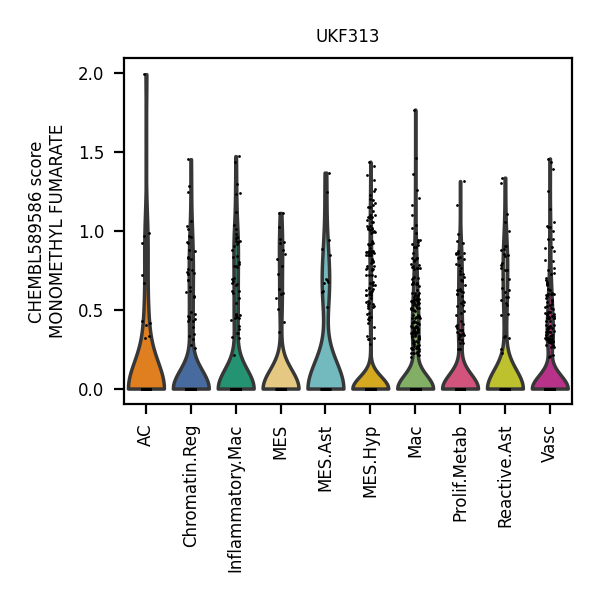 UKF313
CHEMBL589586 score
MONOMETHYL FUMARATE
2.0
1.5
1.0
0.5
0.0
AC
Chromatin.Reg
Inflammatory.Mac
MES
MES.Ast
MES.Hyp
Mac
Prolif.Metab
Reactive.Ast
Vasc